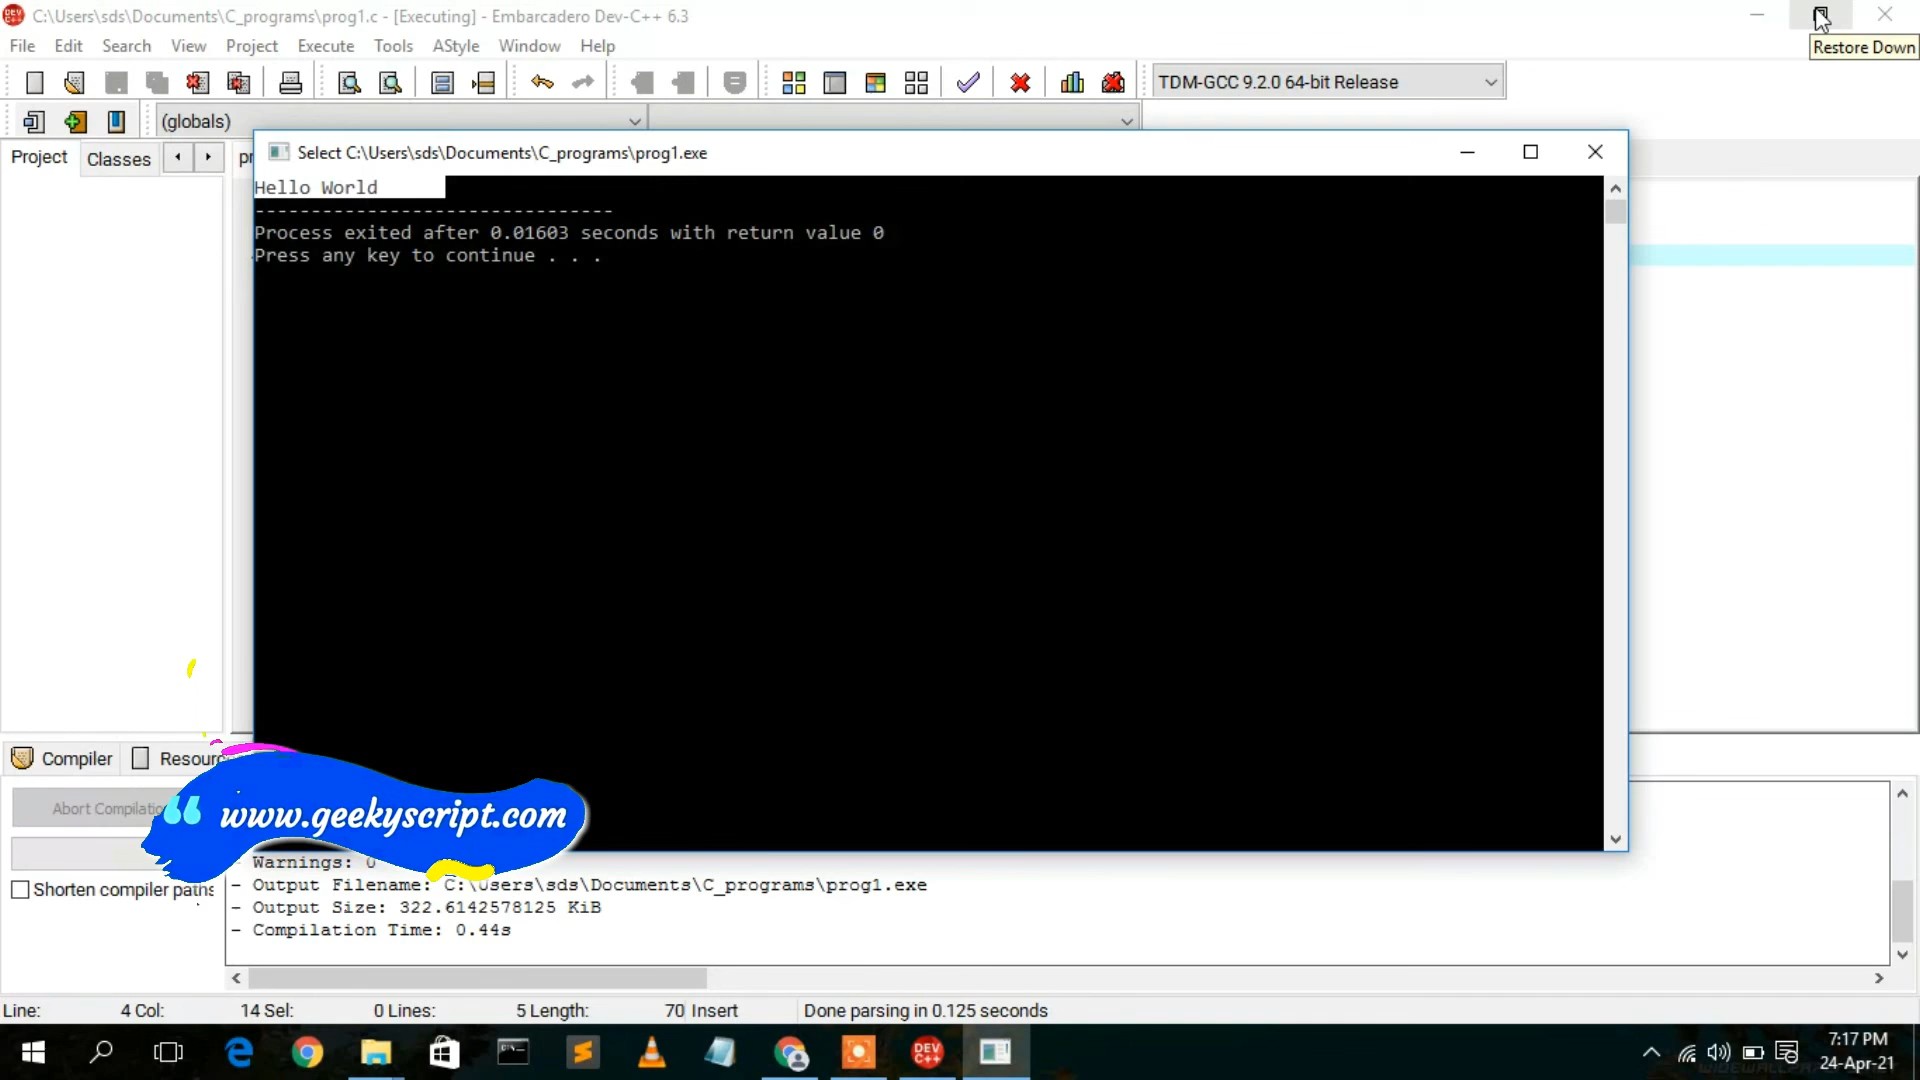 C:\Users\sds\Documents\C_programs\prog1.c - [Executing] - Embarcadero Dev-C++ 6.3
Restore Down
File Edit Search View Project Execute Tools AStyle Window Help
TDM-GCC 9.2.0 64-bit Release
(globals)
Project Classes
Select C:\Users\sds\Documents\C_programs\prog1.exe
Hello World
--------------------------------
Process exited after 0.01603 seconds with return value 0
Press any key to continue . . .
Compiler
Abort Compilation
“ www.geekyscript.com
Shorten compiler paths
- Warnings: 0
- Output Filename: C:\Users\sds\Documents\C_programs\prog1.exe
- Output Size: 322.6142578125 KiB
- Compilation Time: 0.44s
Line: 4 Col: 14 Sel: 0 Lines: 5 Length: 70 Insert Done parsing in 0.125 seconds
DEV C++
7:17 PM
24-Apr-21